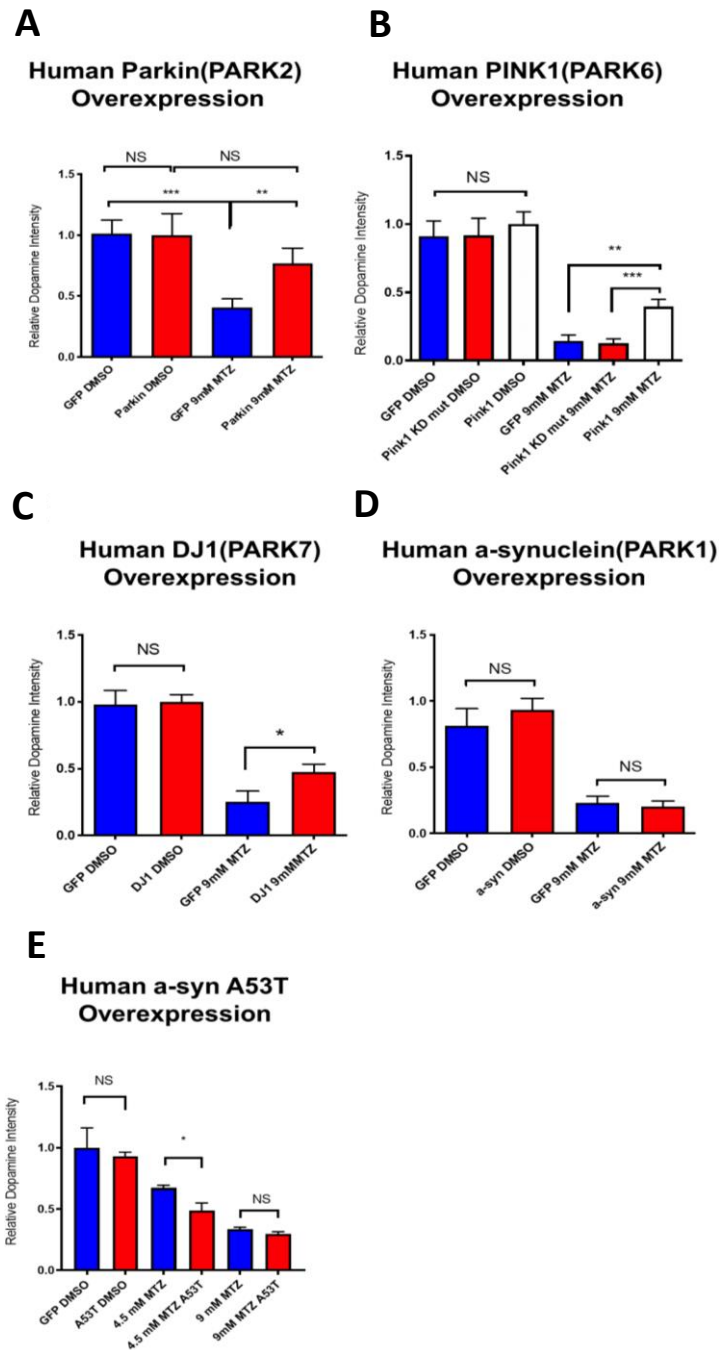 A
Human Parkin(PARK2)
Overexpression
Relative Dopamine Intensity
1.5
1.0
0.5
0.0
NS
NS
***
**
GFP DMSO
Parkin DMSO
GFP 9mM MTZ
Parkin 9mM MTZ
B
Human PINK1(PARK6)
Overexpression
Relative Dopamine Intensity
1.5
1.0
0.5
0.0
NS
**
***
GFP DMSO
Pink1 KD mut DMSO
Pink1 DMSO
GFP 9mM MTZ
Pink1 KD mut 9mM MTZ
Pink1 9mM MTZ
C
Human DJ1(PARK7)
Overexpression
Relative Dopamine Intensity
1.5
1.0
0.5
0.0
NS
*
GFP DMSO
DJ1 DMSO
GFP 9mM MTZ
DJ1 9mMMTZ
D
Human a-synuclein(PARK1)
Overexpression
Relative Dopamine Intensity
1.5
1.0
0.5
0.0
NS
NS
GFP DMSO
a-syn DMSO
GFP 9mM MTZ
a-syn 9mM MTZ
E
Human a-syn A53T
Overexpression
Relative Dopamine Intensity
1.5
1.0
0.5
0.0
NS
*
NS
GFP DMSO
A53T DMSO
4.5 mM MTZ
4.5 mM MTZ A53T
9 mM MTZ
9mM MTZ A53T